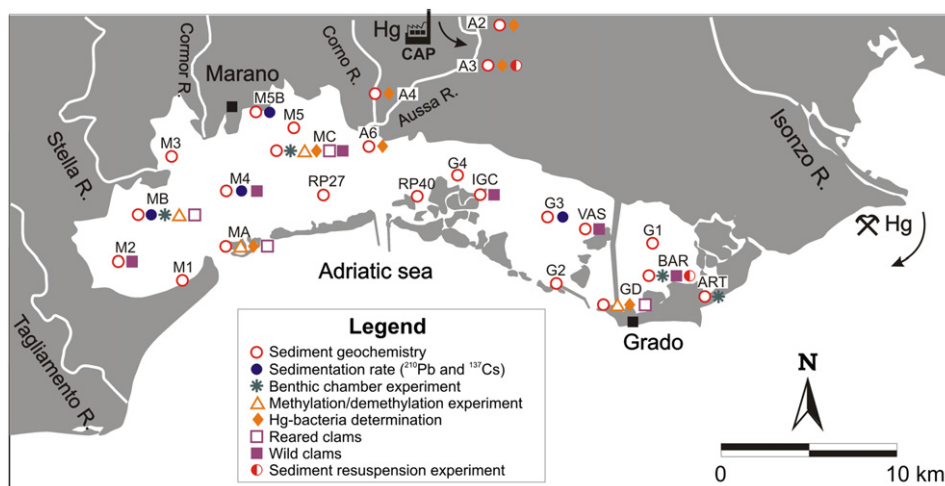 Hg
CAP
A2
A3
A4
A6
Cormor R.
Corno R.
Aussa R.
Stella R.
Isonzo R.
Tagliamento R.
Marano
M5B
M5
MC
M3
MB
M4
RP27
RP40
G4
IGC
G3
VAS
G1
Hg
M2
MA
M1
Adriatic sea
G2
BAR
ART
GD
Grado
Legend
Sediment geochemistry
Sedimentation rate (²¹⁰Pb and ¹³⁷Cs)
Benthic chamber experiment
Methylation/demethylation experiment
Hg-bacteria determination
Reared clams
Wild clams
Sediment resuspension experiment
N
0 10 km